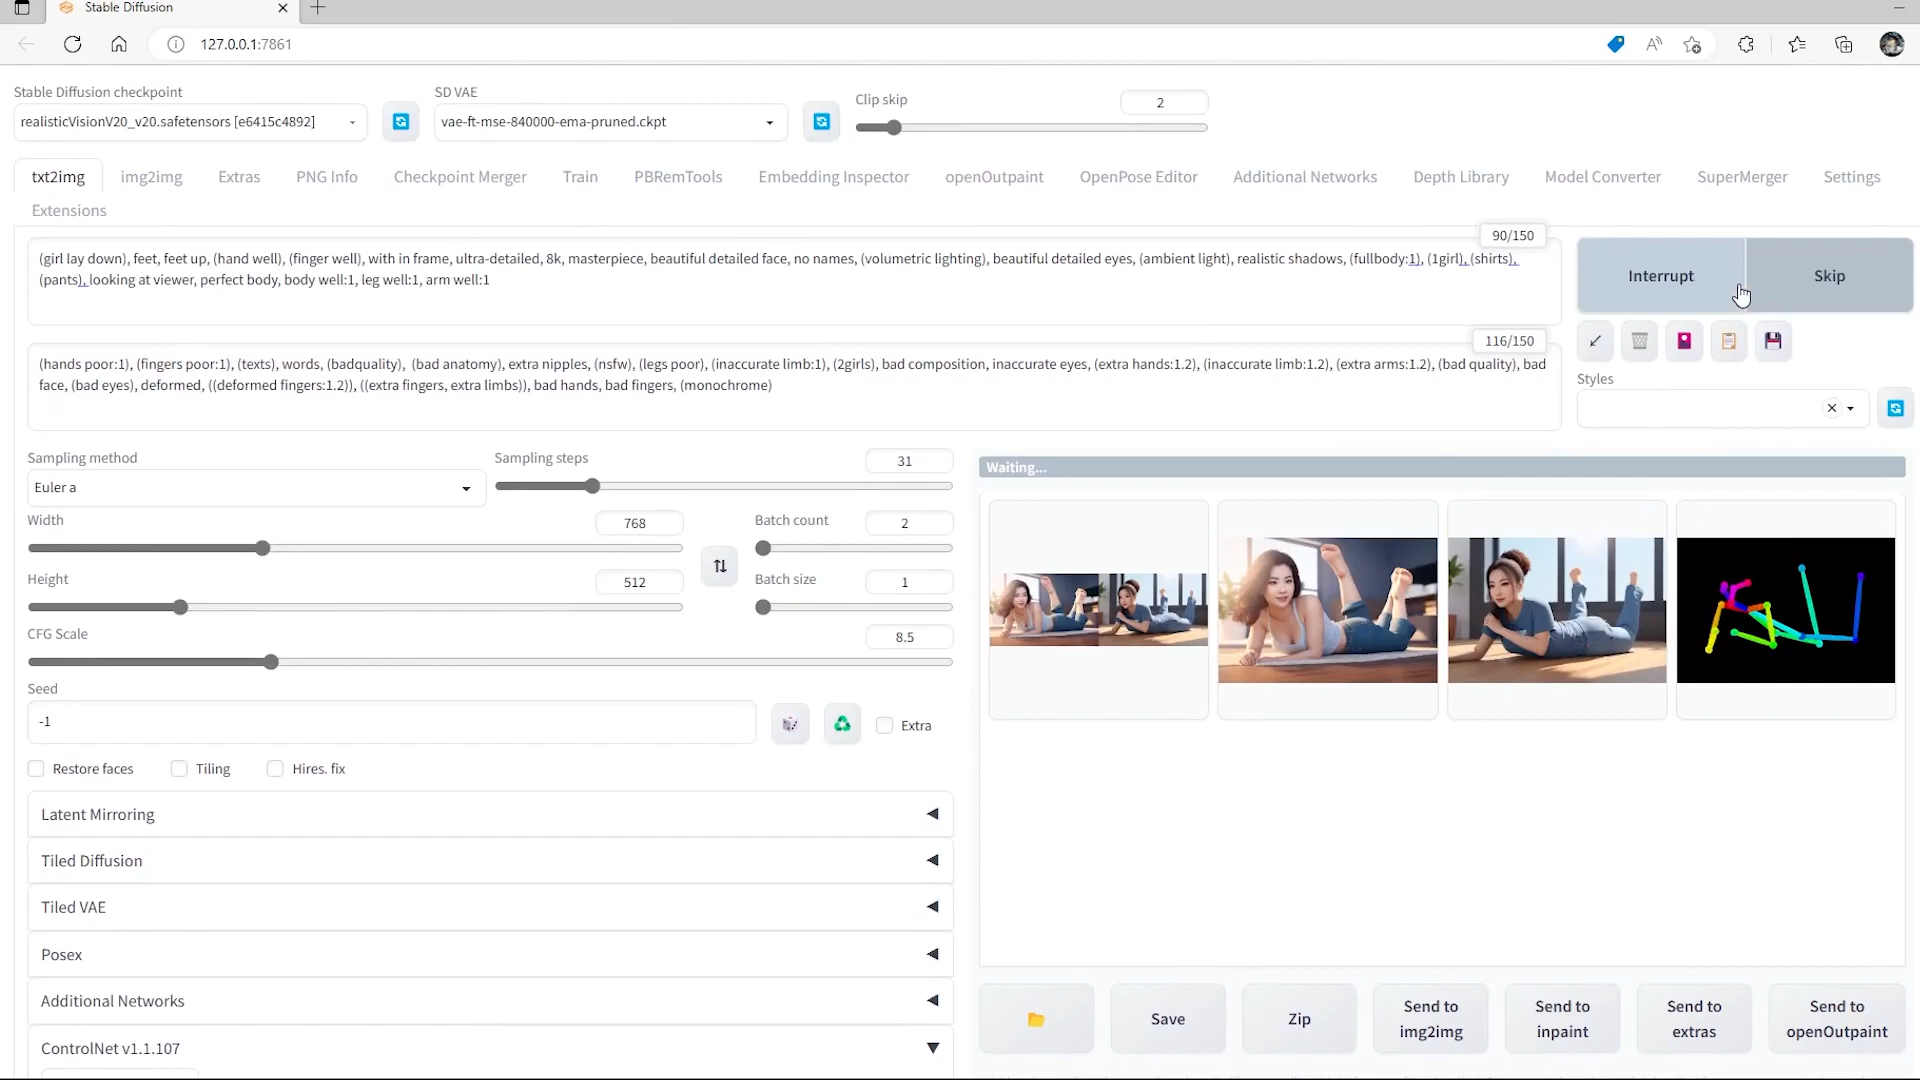 Stable Diffusion
127.0.0.1:7861
Stable Diffusion checkpoint
realisticVisionV20_v20.safetensors [e6415c4892]
SD VAE
vae-ft-mse-840000-ema-pruned.ckpt
Clip skip
2
txt2img
img2img
Extras
PNG Info
Checkpoint Merger
Train
PBRemTools
Embedding Inspector
openOutpaint
OpenPose Editor
Additional Networks
Depth Library
Model Converter
SuperMerger
Settings
Extensions
90/150
(girl lay down), feet, feet up, (hand well), (finger well), with in frame, ultra-detailed, 8k, masterpiece, beautiful detailed face, no names, (volumetric lighting), beautiful detailed eyes, (ambient light), realistic shadows, (fullbody:1), (1girl), (shirts),
(pants), looking at viewer, perfect body, body well:1, leg well:1, arm well:1
Interrupt
Skip
116/150
(hands poor:1), (fingers poor:1), (texts), words, (badquality), (bad anatomy), extra nipples, (nsfw), (legs poor), (inaccurate limb:1), (2girls), bad composition, inaccurate eyes, (extra hands:1.2), (inaccurate limb:1.2), (extra arms:1.2), (bad quality), bad
face, (bad eyes), deformed, ((deformed fingers:1.2)), ((extra fingers, extra limbs)), bad hands, bad fingers, (monochrome)
Styles
Sampling method
Euler a
Sampling steps
31
Width
768
Batch count
2
Height
512
Batch size
1
CFG Scale
8.5
Seed
-1
Extra
Restore faces
Tiling
Hires. fix
Latent Mirroring
Tiled Diffusion
Tiled VAE
Posex
Additional Networks
ControlNet v1.1.107
Waiting...
Save
Zip
Send to
img2img
Send to
inpaint
Send to
extras
Send to
openOutpaint